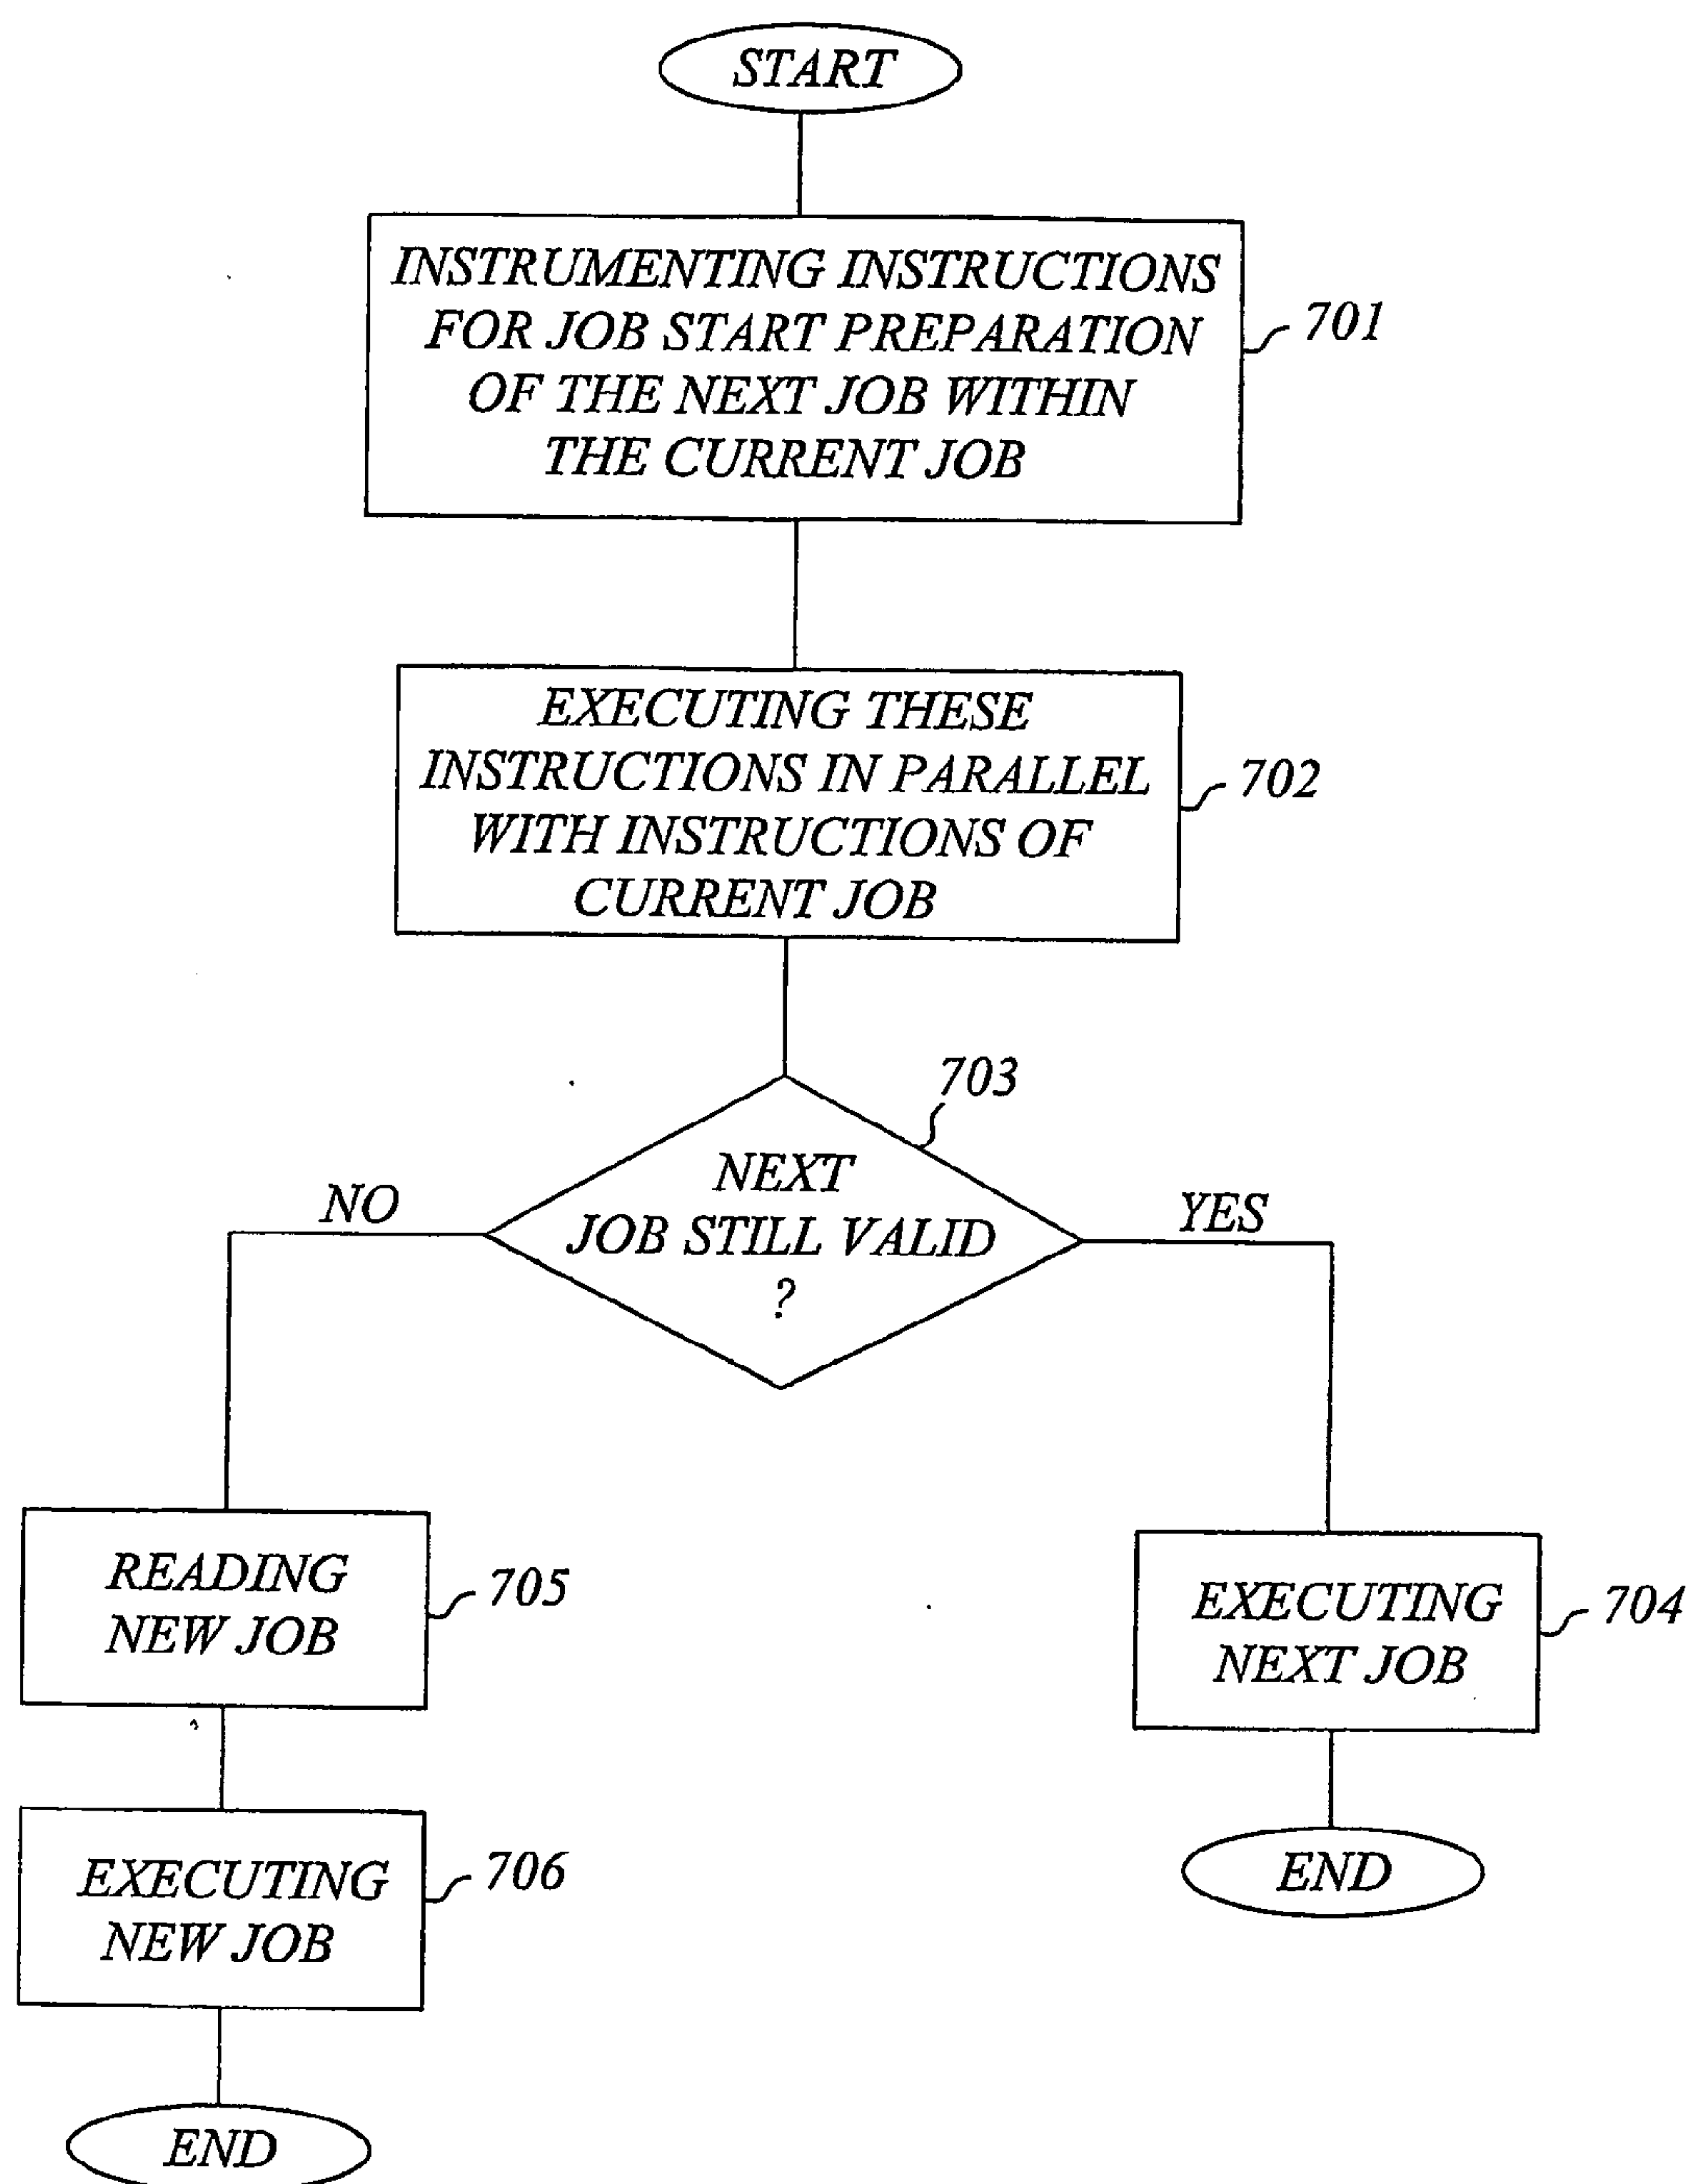 START
INSTRUMENTING INSTRUCTIONS
FOR JOB START PREPARATION
OF THE NEXT JOB WITHIN
THE CURRENT JOB
701
EXECUTING THESE
INSTRUCTIONS IN PARALLEL
WITH INSTRUCTIONS OF
CURRENT JOB
702
703
NEXT
JOB STILL VALID
?
NO
YES
READING
NEW JOB
705
EXECUTING
NEXT JOB
704
EXECUTING
NEW JOB
706
END
END